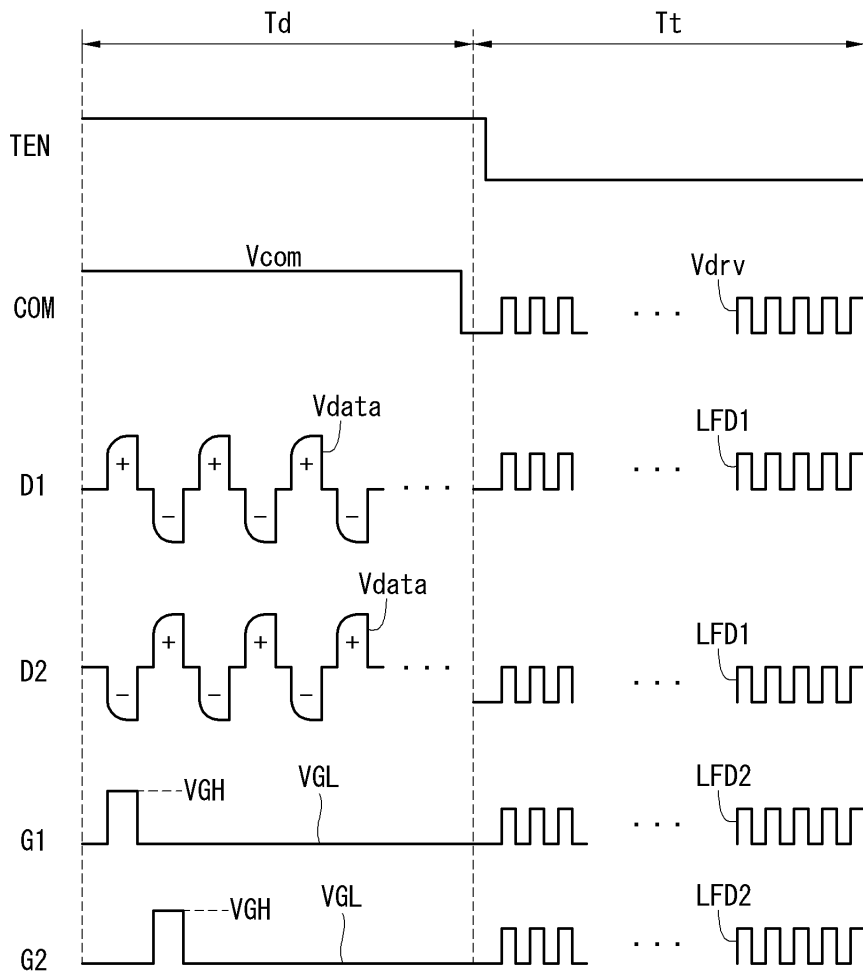 Td Tt
TEN
Vcom
Vdrv
COM
. . .
Vdata
LFD1
D1
+ + +
− − −
. . . . . .
Vdata
LFD1
D2
+ + +
− − −
. . . . . .
VGH
VGL
LFD2
G1
. . .
VGH
VGL
LFD2
G2
. . .